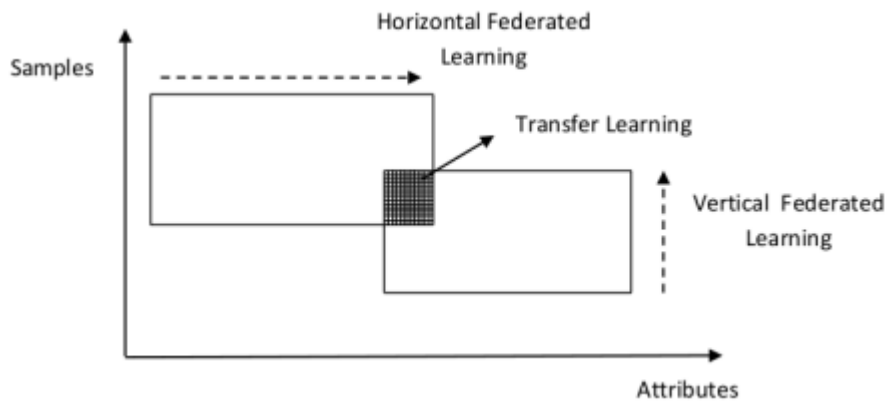 Horizontal Federated
Learning
Samples
Transfer Learning
Vertical Federated
Learning
Attributes